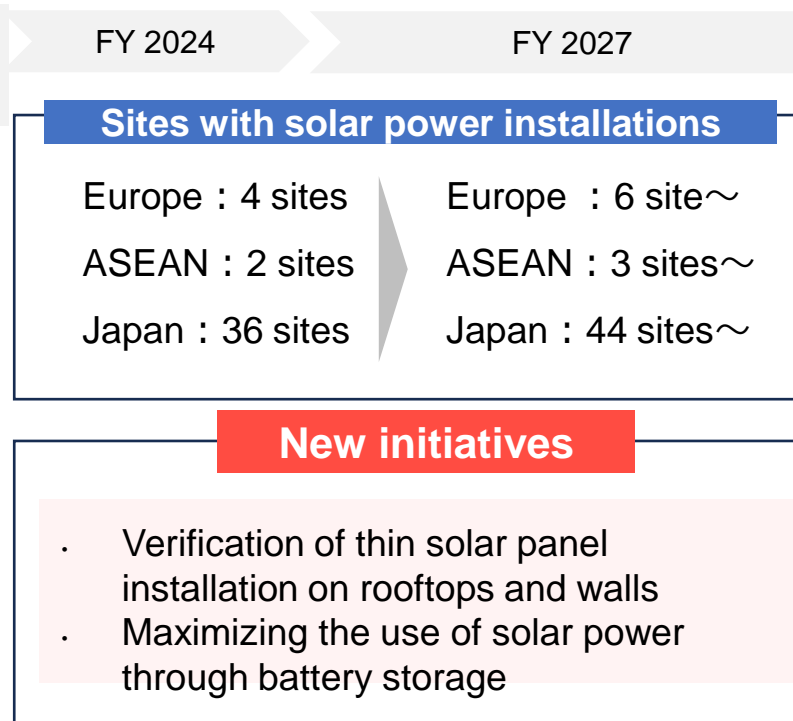 FY 2024
FY 2027
Sites with solar power installations
Europe：4 sites
Europe ：6 site～
ASEAN：2 sites
ASEAN：3 sites～
Japan：36 sites
Japan：44 sites～
New initiatives
・ Verification of thin solar panel
installation on rooftops and walls
・ Maximizing the use of solar power
through battery storage